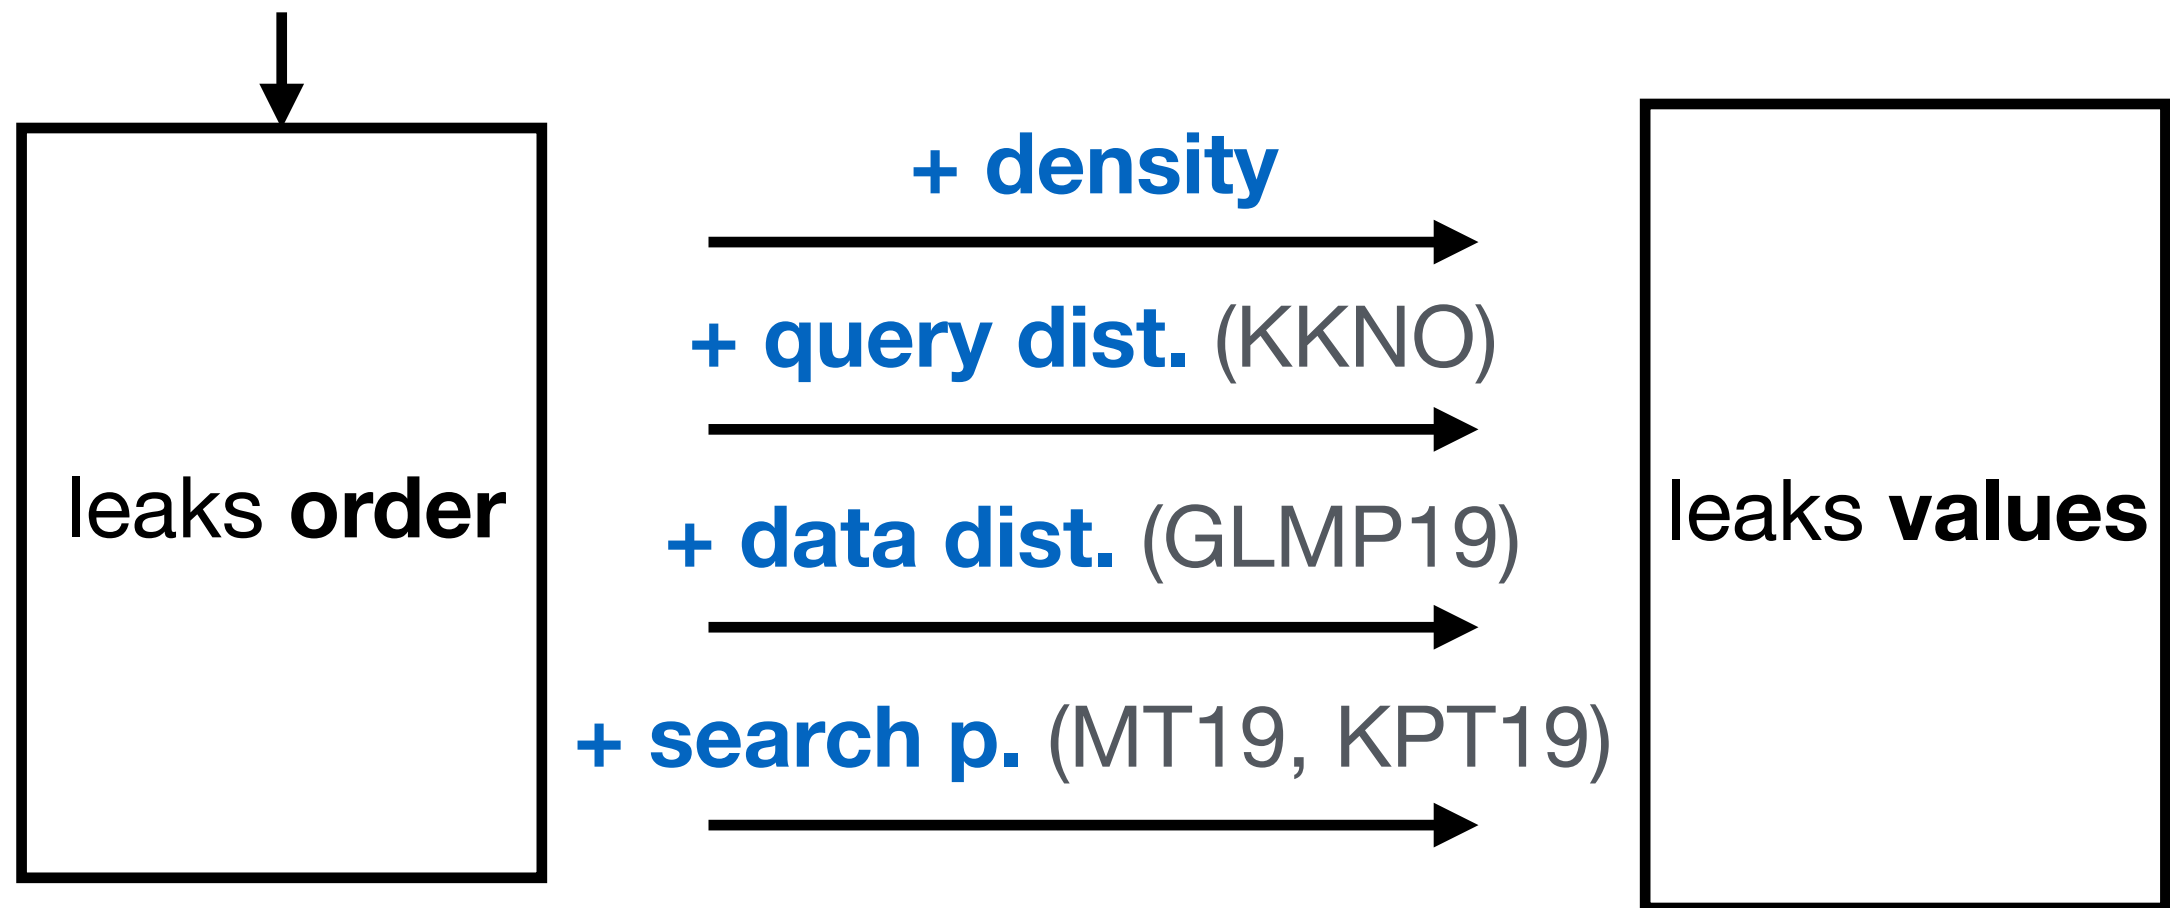 leaks order
+ density
+ query dist. (KKNO)
+ data dist. (GLMP19)
+ search p. (MT19, KPT19)
leaks values